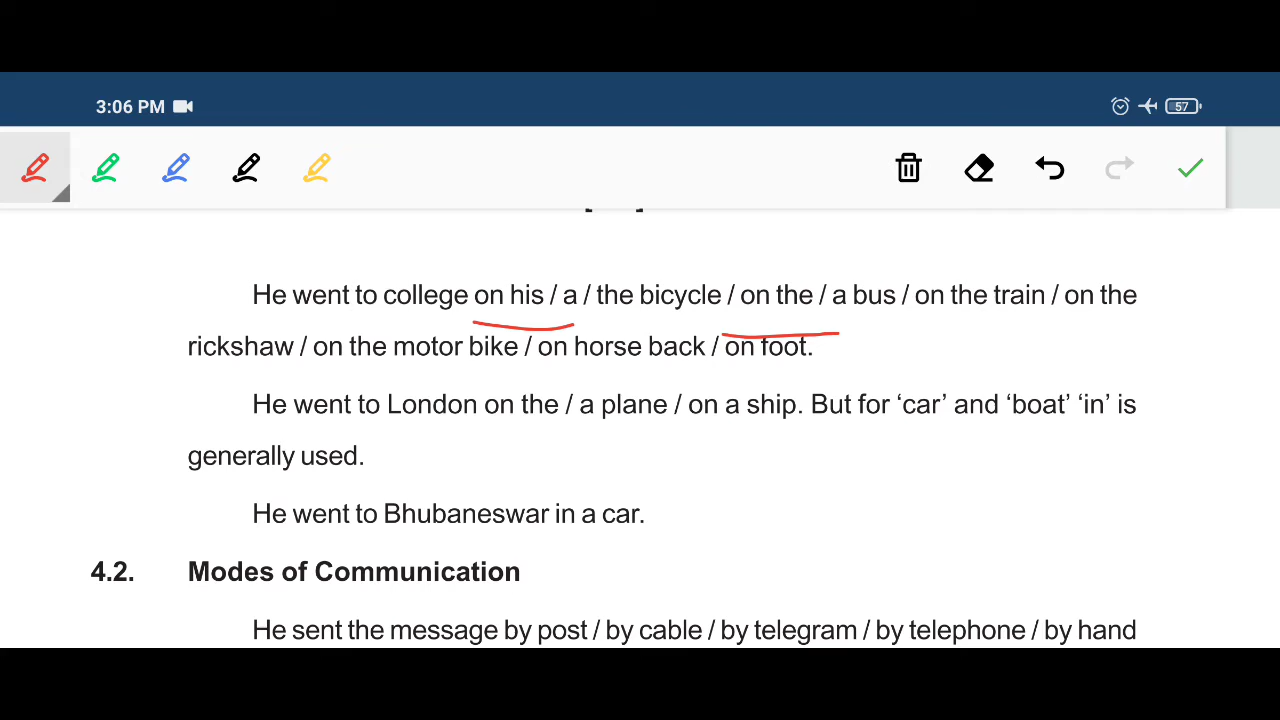 3:06 PM
57
[ ]
He went to college on his / a / the bicycle / on the / a bus / on the train / on the
rickshaw / on the motor bike / on horse back / on foot.
He went to London on the / a plane / on a ship. But for ‘car’ and ‘boat’ ‘in’ is
generally used.
He went to Bhubaneswar in a car.
4.2. Modes of Communication
He sent the message by post / by cable / by telegram / by telephone / by hand